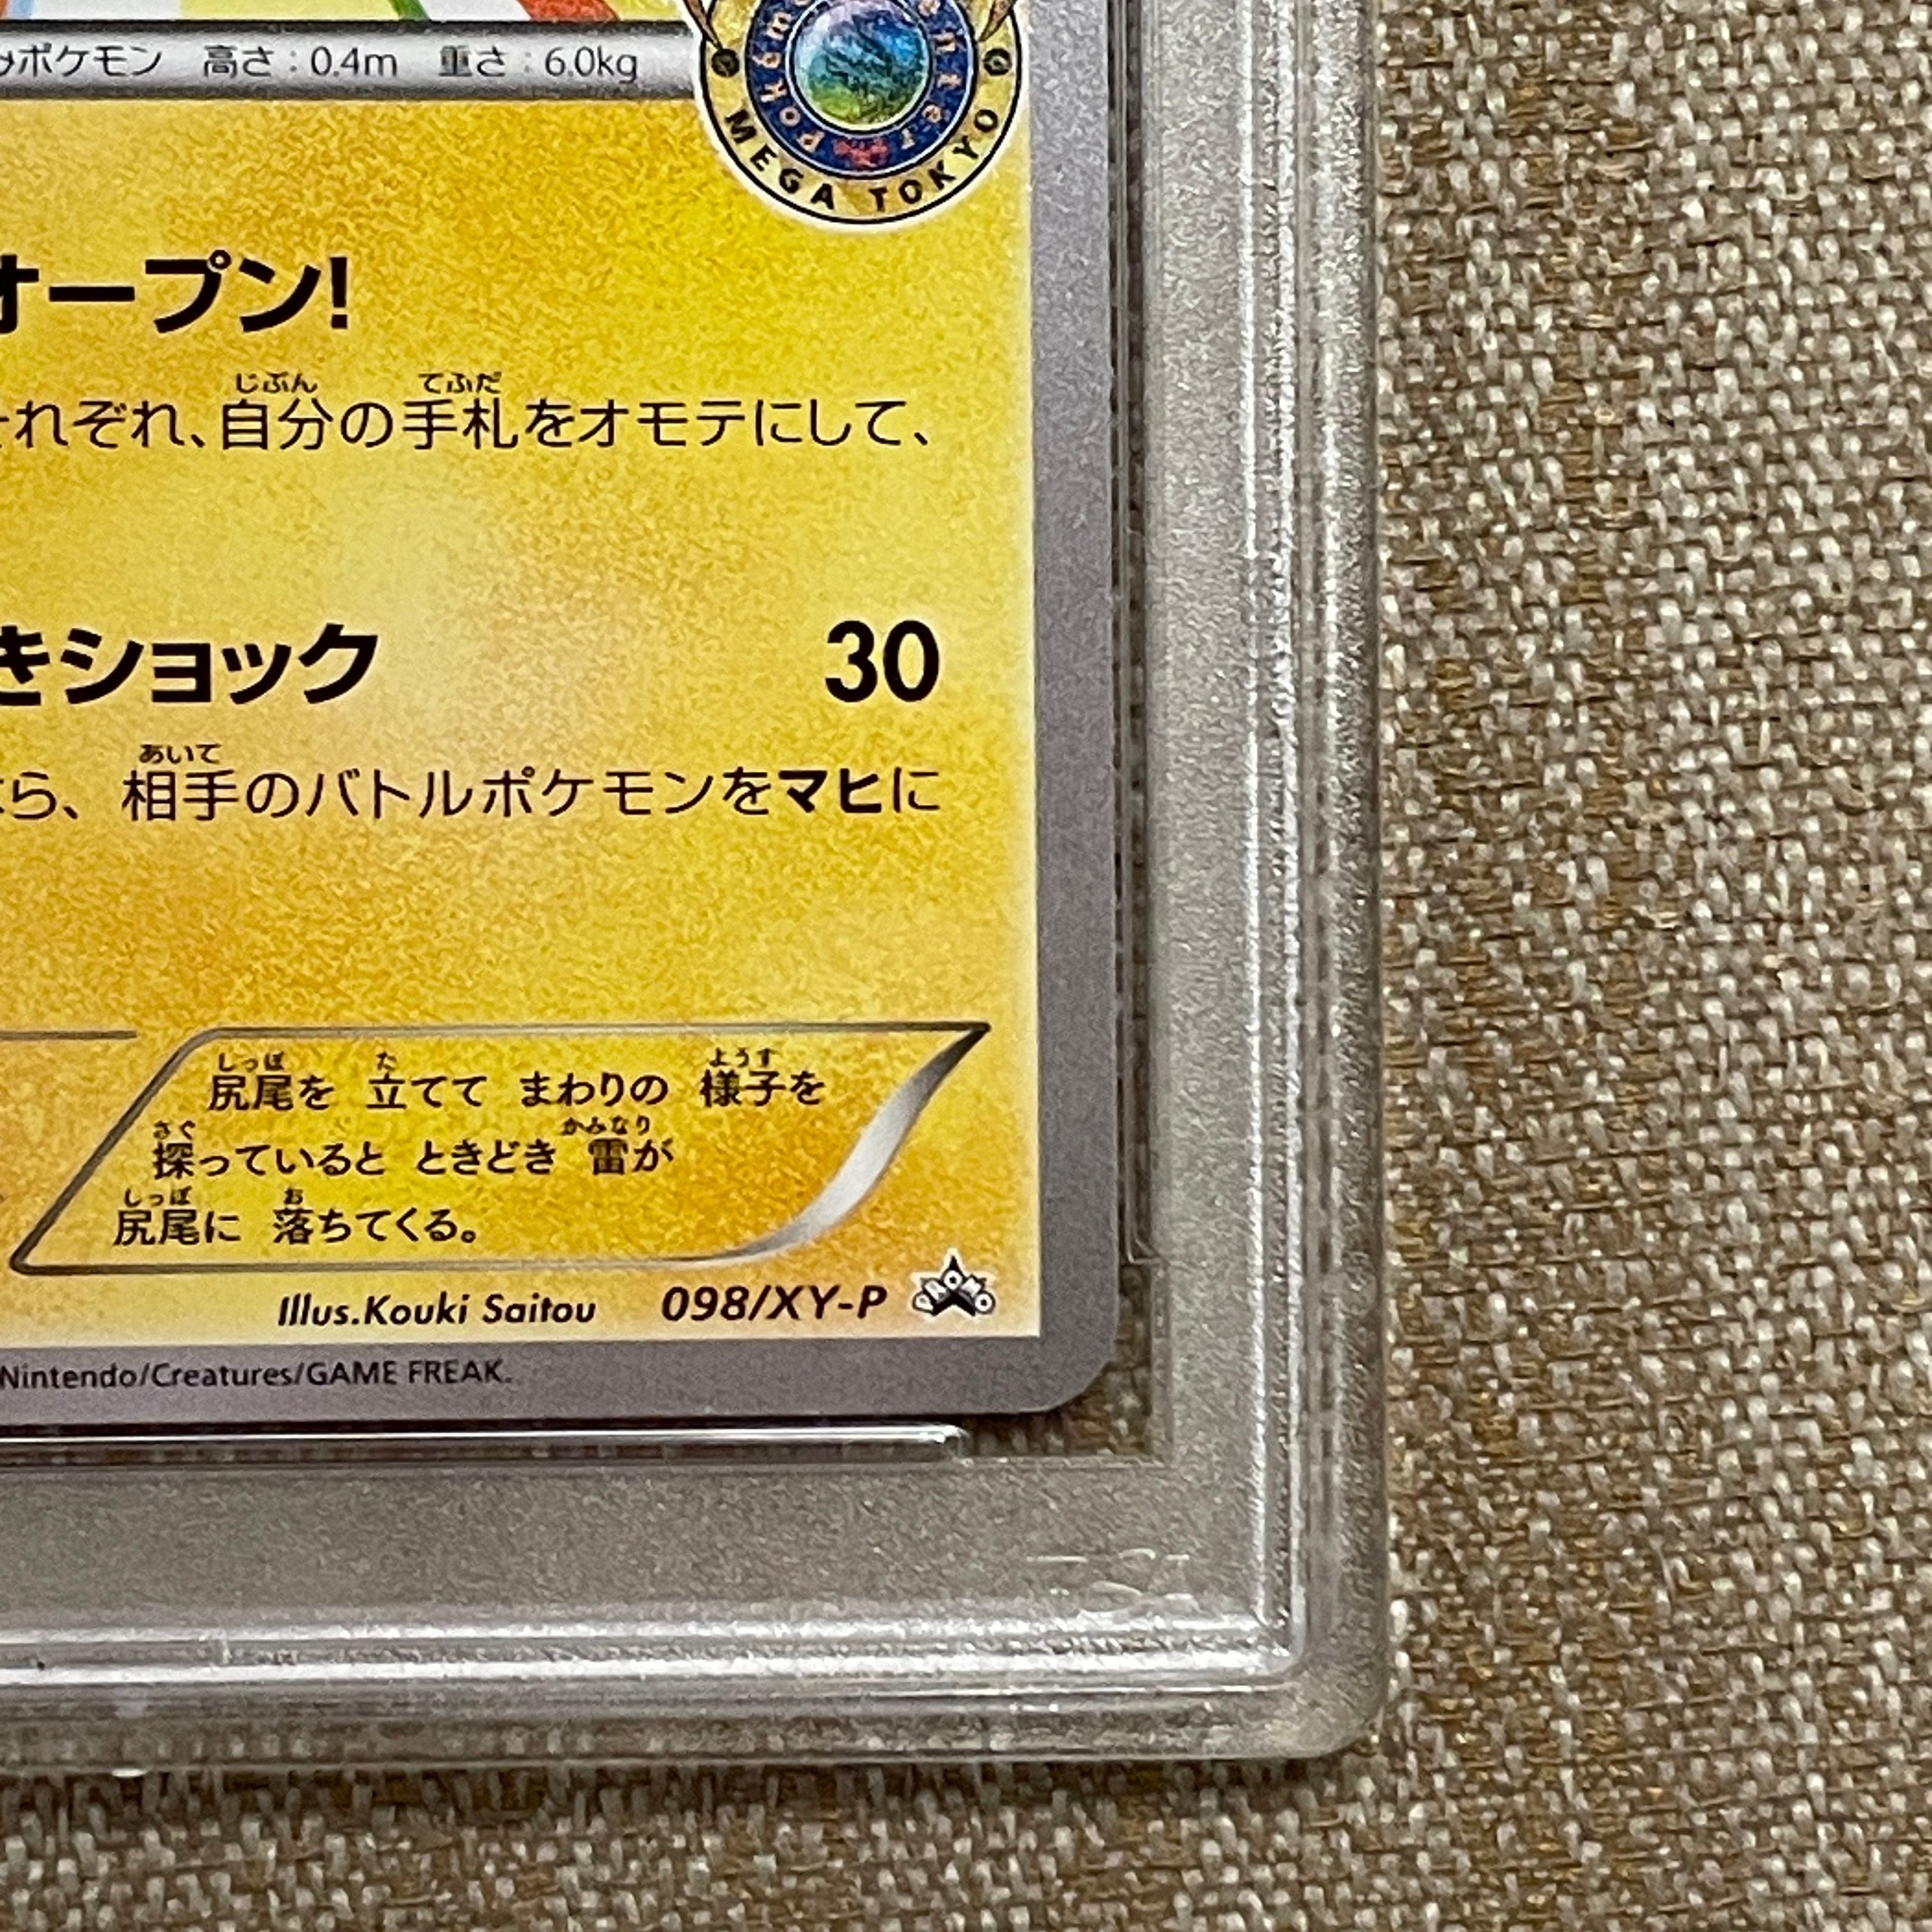 ポケモン 高さ：0.4m 重さ：6.0kg
MEGA TOKYO
オープン!
れぞれ、自分の手札をオモテにして、
じぶん てふだ
きショック 30
あいて
ら、相手のバトルポケモンをマヒに
しっぽ た ようす
尻尾を 立てて まわりの 様子を
さぐ かみなり
探っていると ときどき 雷が
しっぽ お
尻尾に 落ちてくる。
Illus.Kouki Saitou 098/XY-P
Nintendo/Creatures/GAME FREAK.